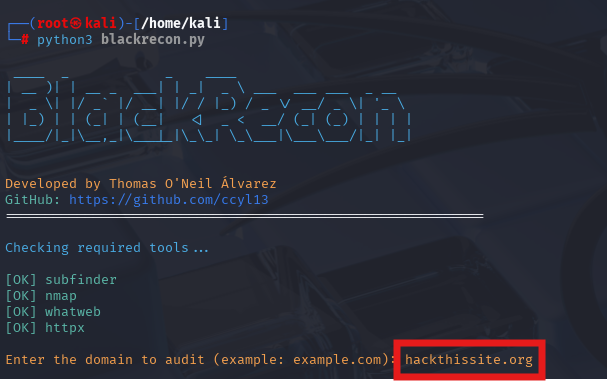 ┌──(root㉿kali)-[/home/kali]
└─# python3 blackrecon.py
BlackRecon
Developed by Thomas O'Neil Álvarez
GitHub: https://github.com/ccyl13
Checking required tools...
[OK] subfinder
[OK] nmap
[OK] whatweb
[OK] httpx
Enter the domain to audit (example: example.com): hackthissite.org